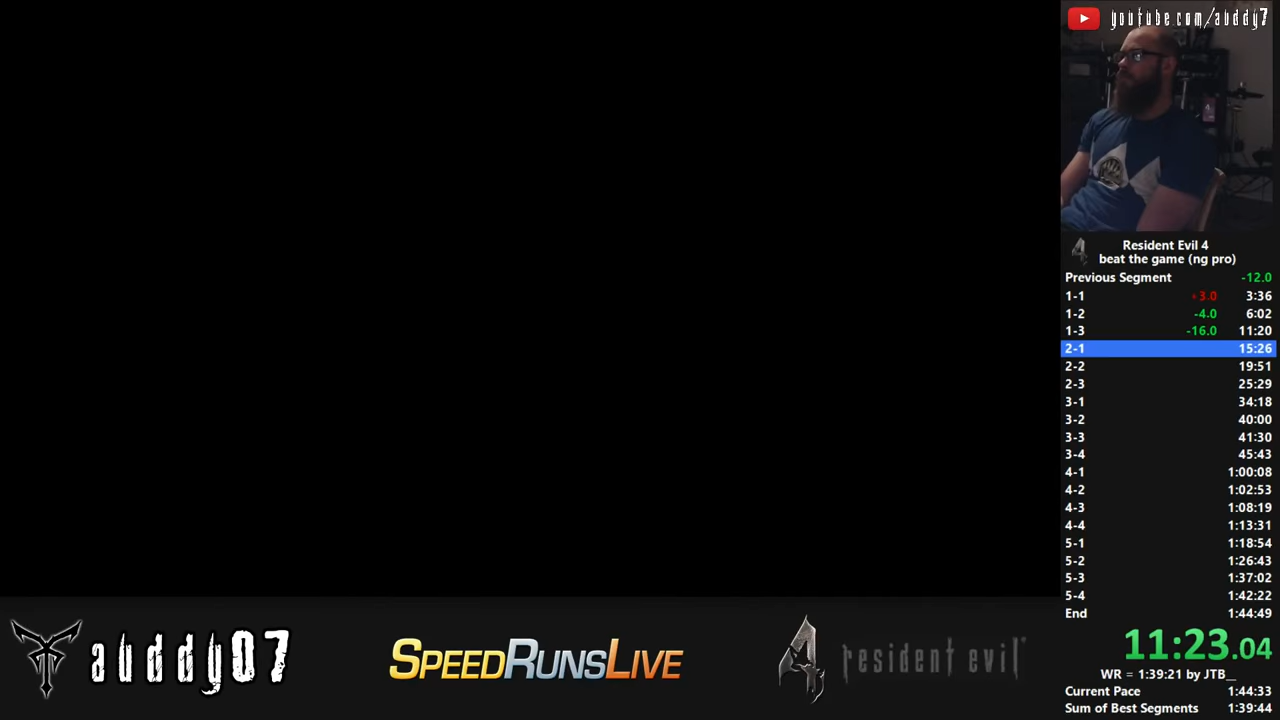 youtube.com/auddy7
Resident Evil 4
beat the game (ng pro)
Previous Segment -12.0
1-1 +3.0 3:36
1-2 -4.0 6:02
1-3 -16.0 11:20
2-1 15:26
2-2 19:51
2-3 25:29
3-1 34:18
3-2 40:00
3-3 41:30
3-4 45:43
4-1 1:00:08
4-2 1:02:53
4-3 1:08:19
4-4 1:13:31
5-1 1:18:54
5-2 1:26:43
5-3 1:37:02
5-4 1:42:22
End 1:44:49
11:23.04
WR = 1:39:21 by JTB__
Current Pace 1:44:33
Sum of Best Segments 1:39:44
auddy07
SPEEDRUNSLIVE
4 resident evil